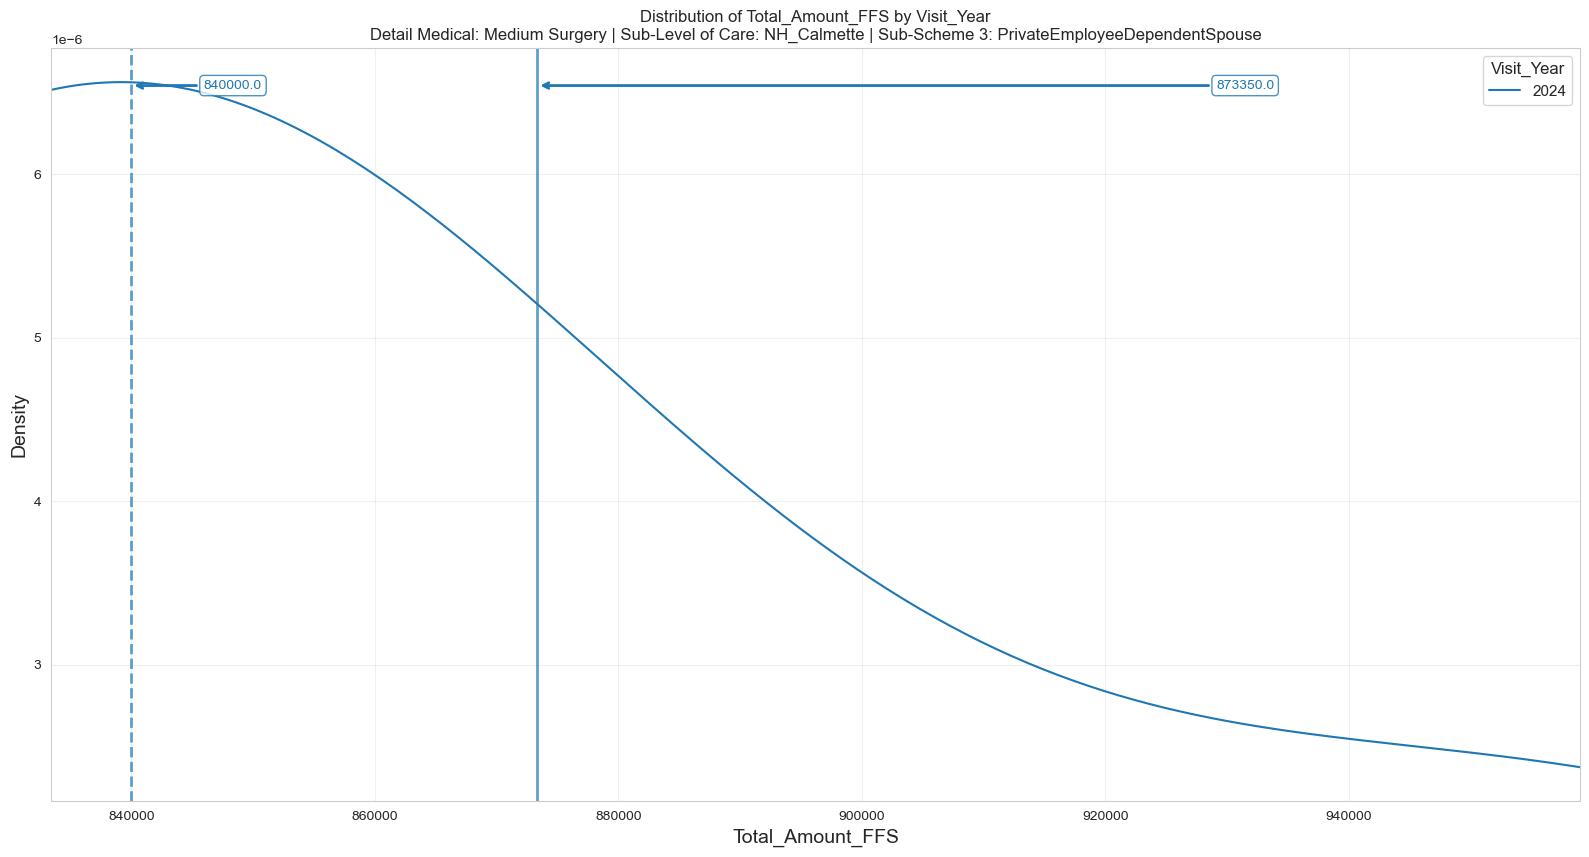 Distribution of Total_Amount_FFS by Visit_Year
Detail Medical: Medium Surgery | Sub-Level of Care: NH_Calmette | Sub-Scheme 3: PrivateEmployeeDependentSpouse
1e−6
840000.0
873350.0
Visit_Year
2024
6
5
4
3
Density
840000
860000
880000
900000
920000
940000
Total_Amount_FFS